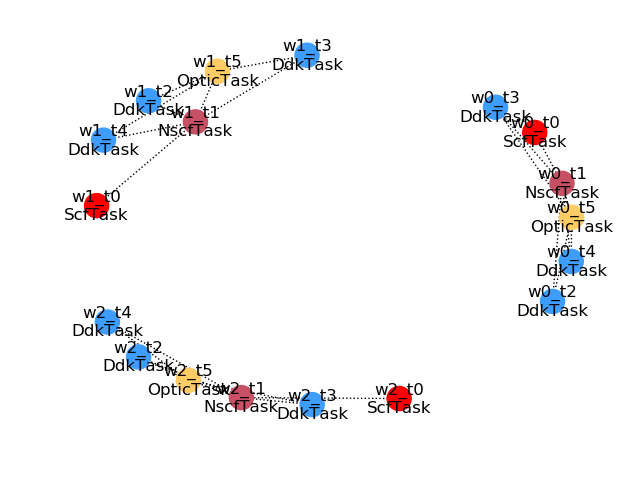 w1_t3
DdkTask
w1_t5
OpticTask
w1_t2
DdkTask
w1_t1
NscfTask
w1_t4
DdkTask
w1_t0
ScfTask
w0_t3
DdkTask
w0_t0
ScfTask
w0_t1
NscfTask
w0_t5
OpticTask
w0_t4
DdkTask
w0_t2
DdkTask
w2_t4
DdkTask
w2_t2
DdkTask
w2_t5
OpticTask
w2_t1
NscfTask
w2_t3
DdkTask
w2_t0
ScfTask